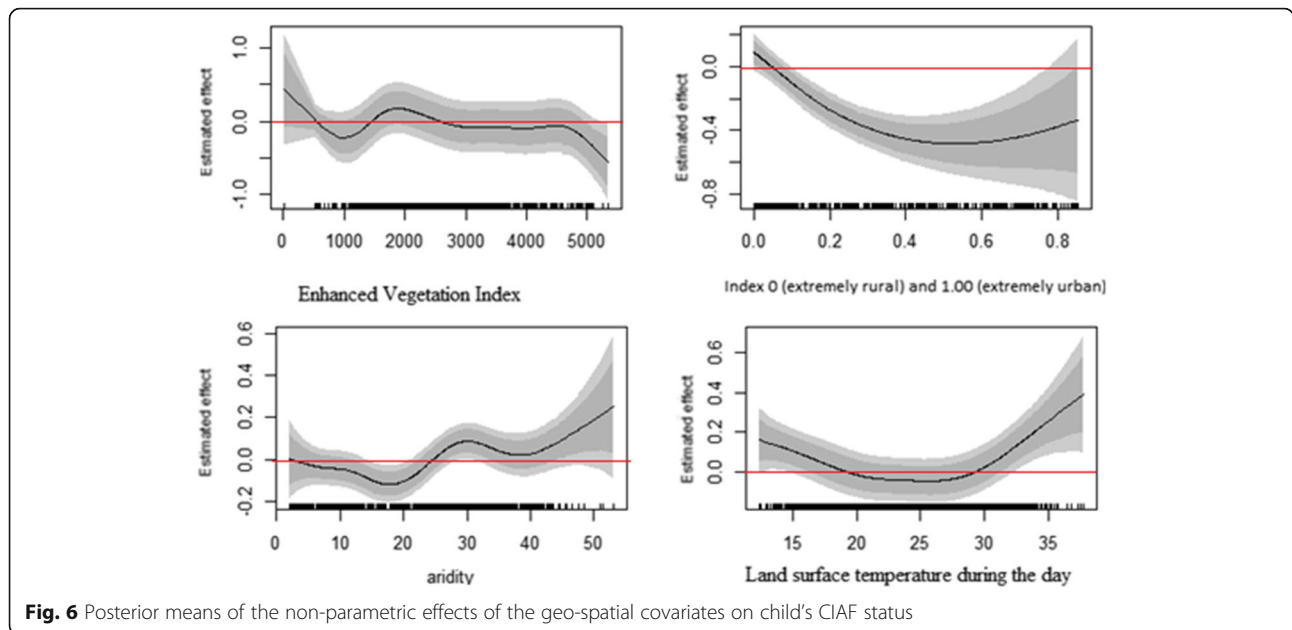 Estimated effect
1.0
0.0
-1.0
0 1000 2000 3000 4000 5000
Enhanced Vegetation Index
Estimated effect
0.0
-0.4
-0.8
0.0 0.2 0.4 0.6 0.8
Index 0 (extremely rural) and 1.00 (extremely urban)
Estimated effect
0.6
0.4
0.2
0.0
-0.2
0 10 20 30 40 50
aridity
Estimated effect
0.6
0.4
0.2
0.0
15 20 25 30 35
Land surface temperature during the day
Fig. 6 Posterior means of the non-parametric effects of the geo-spatial covariates on child's CIAF status